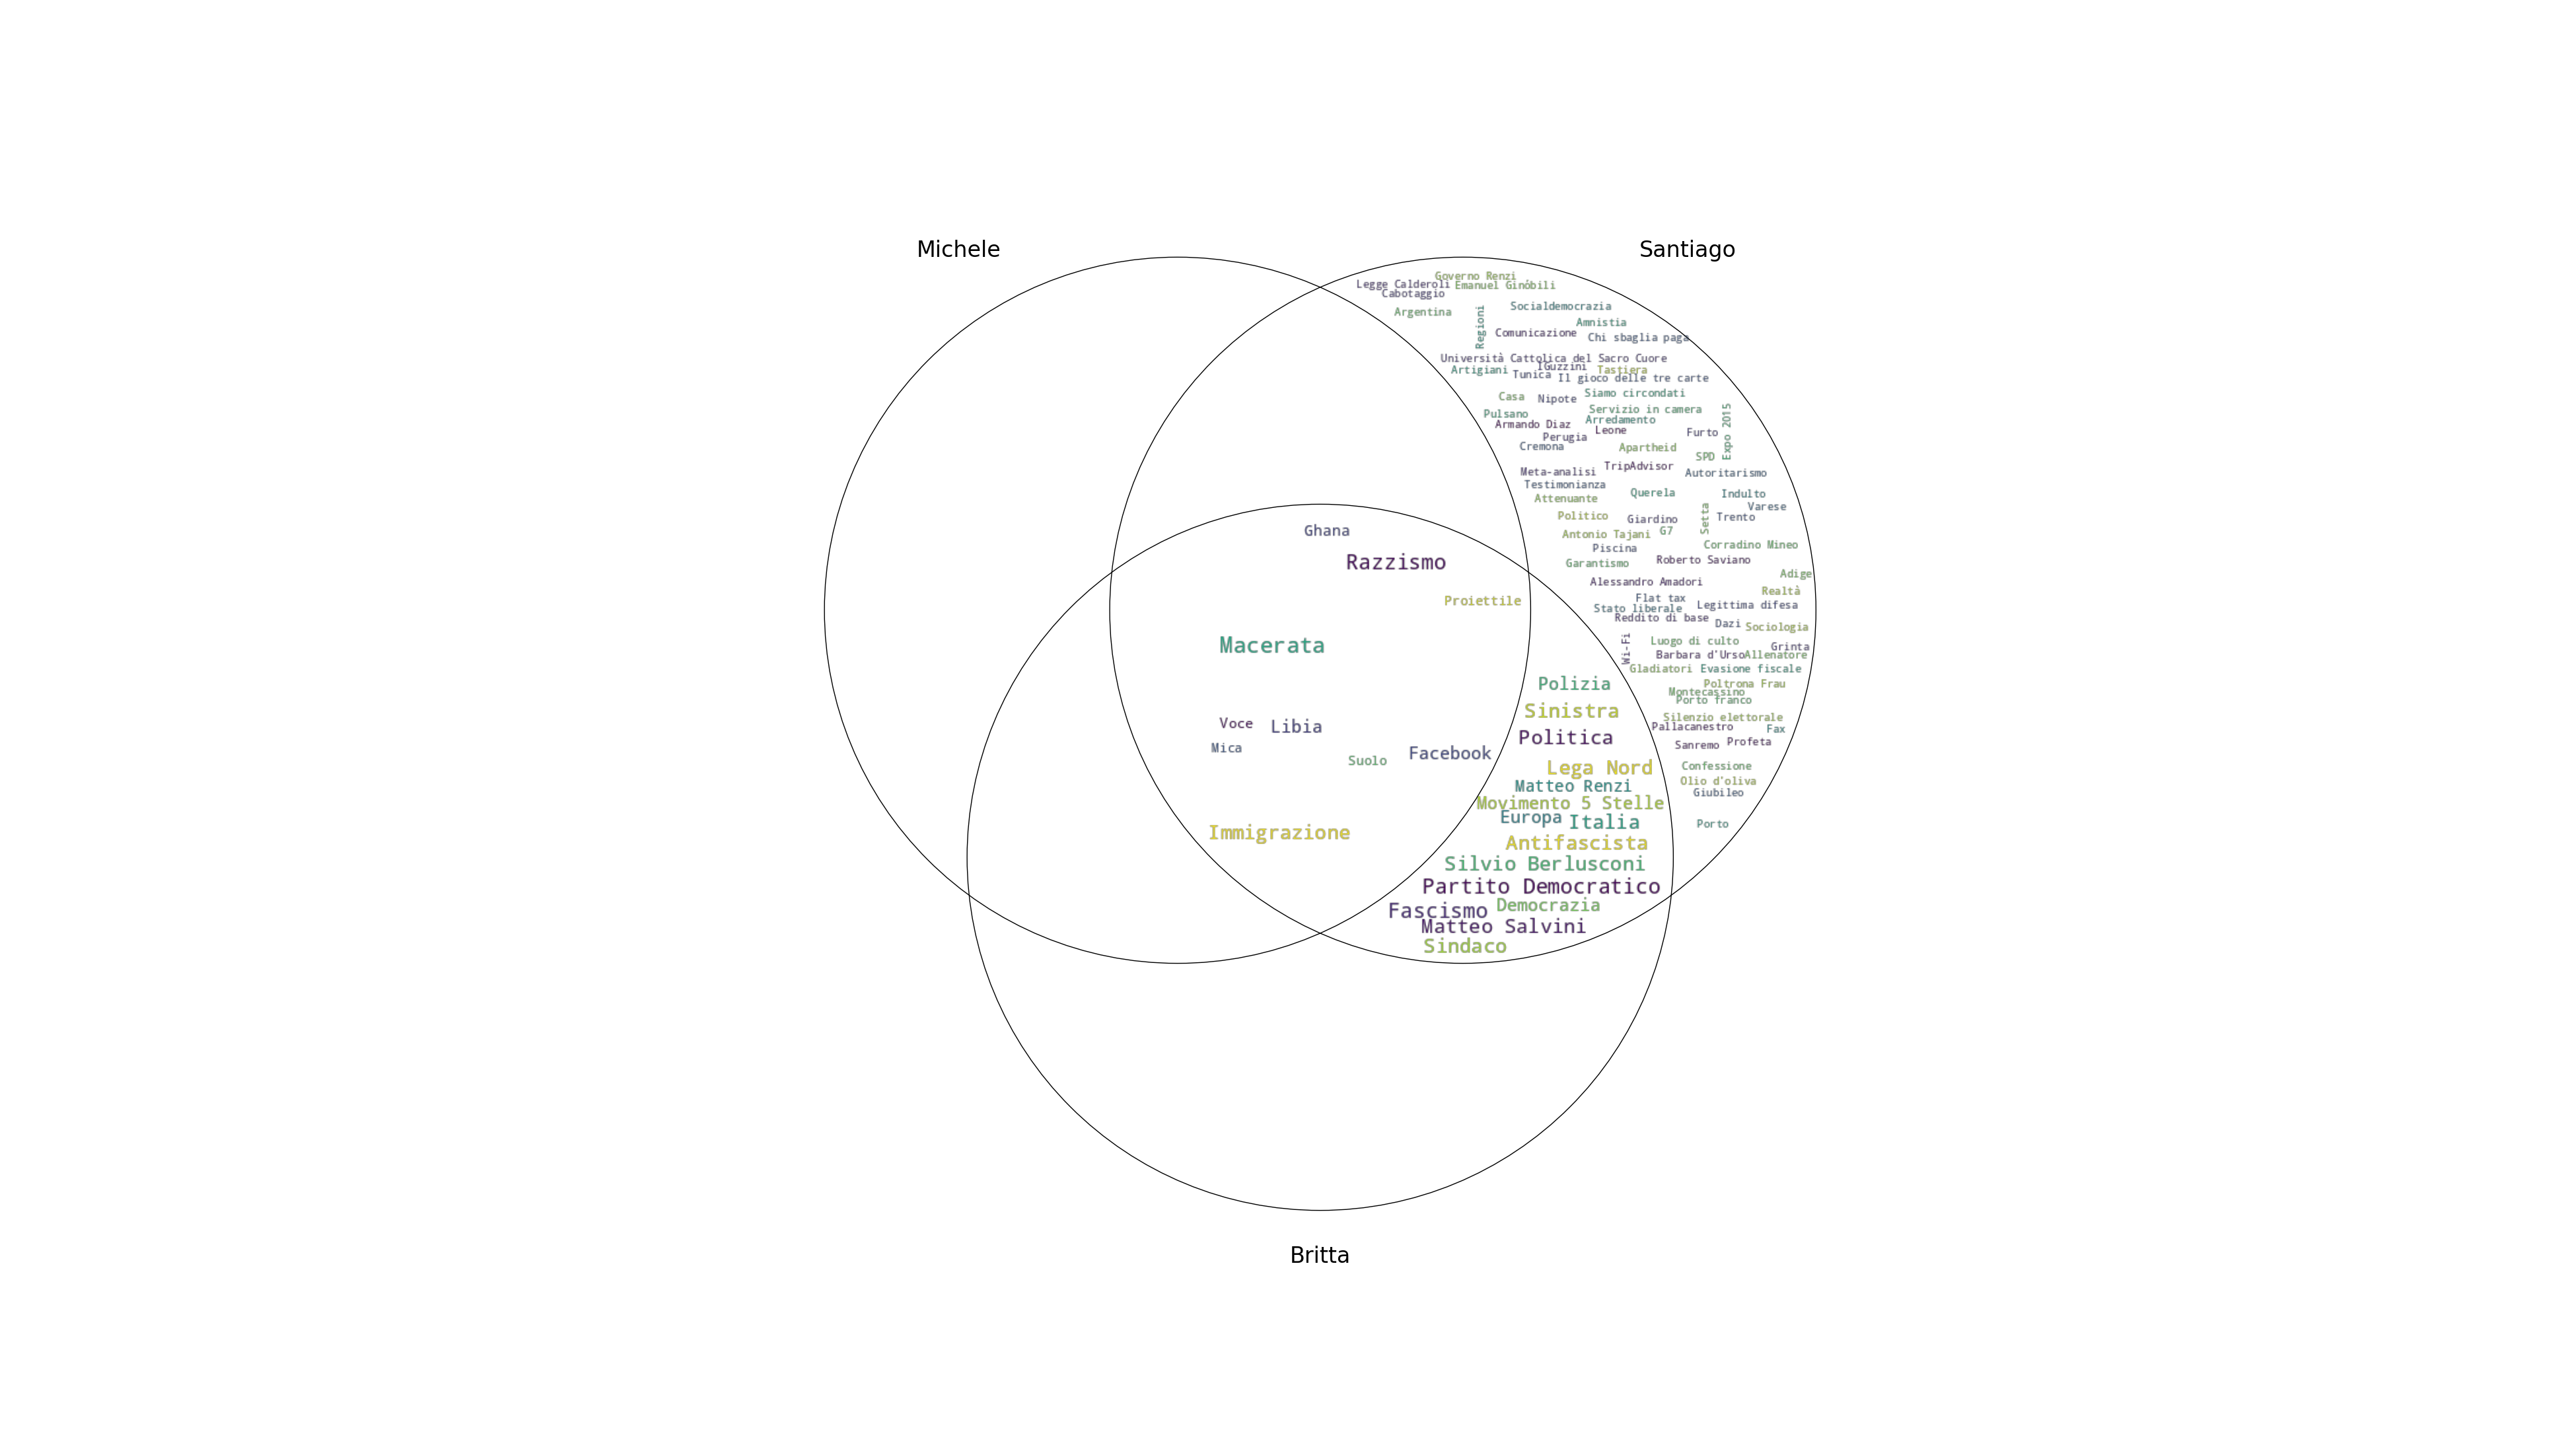 Michele
Santiago
Governo Renzi
Legge Calderoli
Emanuel Ginóbili
Cabotaggio
Socialdemocrazia
Argentina
Regioni
Amnistia
Comunicazione
Chi sbaglia paga
Università Cattolica del Sacro Cuore
IGuzzini
Artigiani
Tastiera
Tunica
Il gioco delle tre carte
Siamo circondati
Casa
Nipote
Servizio in camera
Pulsano
Arredamento
Expo 2015
Armando Diaz
Leone
Furto
Perugia
Cremona
Apartheid
SPD
TripAdvisor
Meta-analisi
Autoritarismo
Testimonianza
Querela
Indulto
Attenuante
Varese
Politico
Giardino
Setta
Trento
Ghana
Antonio Tajani
G7
Corradino Mineo
Piscina
Razzismo
Garantismo
Roberto Saviano
Adige
Alessandro Amadori
Realtà
Proiettile
Flat tax
Stato liberale
Legittima difesa
Reddito di base
Dazi
Sociologia
Macerata
Wi-Fi
Luogo di culto
Grinta
Barbara d'Urso
Allenatore
Gladiatori
Evasione fiscale
Polizia
Poltrona Frau
Montecassino
Porto franco
Sinistra
Silenzio elettorale
Voce
Libia
Pallacanestro
Fax
Politica
Sanremo
Profeta
Mica
Suolo
Facebook
Lega Nord
Confessione
Matteo Renzi
Olio d'oliva
Giubileo
Movimento 5 Stelle
Europa
Italia
Porto
Immigrazione
Antifascista
Silvio Berlusconi
Partito Democratico
Fascismo
Democrazia
Matteo Salvini
Sindaco
Britta